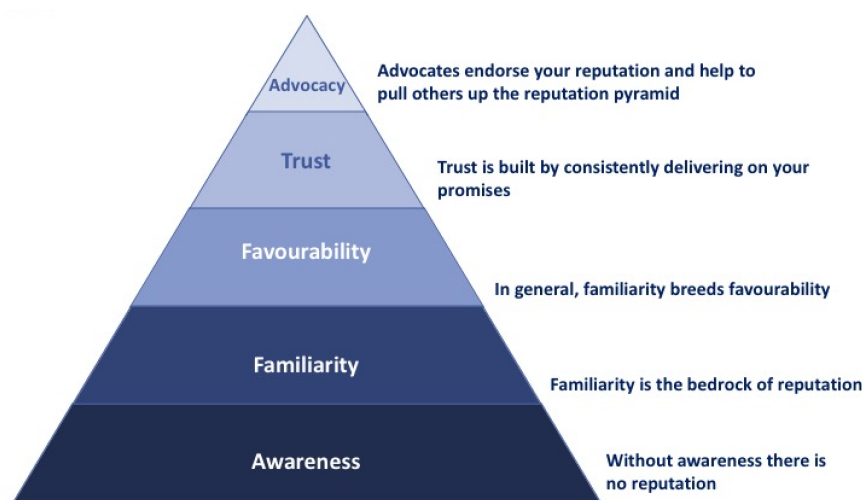 Advocacy
Advocates endorse your reputation and help to
pull others up the reputation pyramid
Trust
Trust is built by consistently delivering on your
promises
Favourability
In general, familiarity breeds favourability
Familiarity
Familiarity is the bedrock of reputation
Awareness
Without awareness there is
no reputation